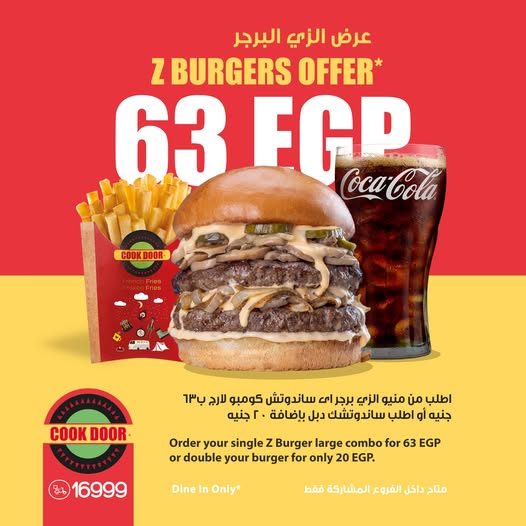 عرض الزي البرجر
Z BURGERS OFFER*
63 EGP
Coca-Cola
COOK DOOR
French Fries
French Fries
اطلب من منيو الزي برجر اى ساندوتش كومبو لارج ب٦٣
جنيه أو اطلب ساندوتشك دبل بإضافة ٢٠ جنيه
Order your single Z Burger large combo for 63 EGP
or double your burger for only 20 EGP.
COOK DOOR
16999
Dine In Only*
متاح داخل الفروع المشاركة فقط